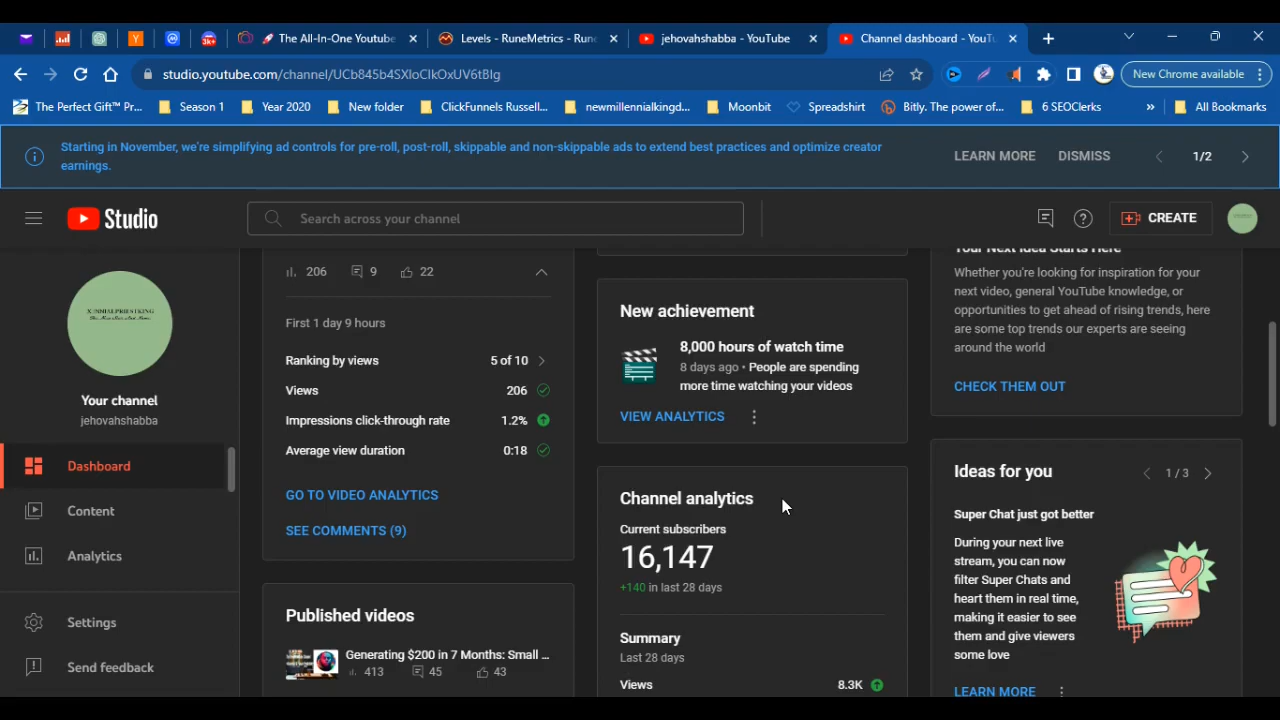 🚀 The All-In-One Youtube
Levels - RuneMetrics - Rune
jehovahshabba - YouTube
Channel dashboard - YouTu
studio.youtube.com/channel/UCb845b4SXIoCIkOxUV6tBIg
New Chrome available
The Perfect Gift™ Pr...
Season 1
Year 2020
New folder
ClickFunnels Russell...
newmillennialkingd...
Moonbit
Spreadshirt
Bitly. The power of...
6 SEOClerks
»
All Bookmarks
Starting in November, we're simplifying ad controls for pre-roll, post-roll, skippable and non-skippable ads to extend best practices and optimize creator
earnings.
LEARN MORE
DISMISS
1/2
Studio
Search across your channel
CREATE
Your channel
jehovahshabba
Dashboard
Content
Analytics
Settings
Send feedback
206 9 22
First 1 day 9 hours
Ranking by views 5 of 10
Views 206
Impressions click-through rate 1.2%
Average view duration 0:18
GO TO VIDEO ANALYTICS
SEE COMMENTS (9)
Published videos
Generating $200 in 7 Months: Small ...
413 45 43
New achievement
8,000 hours of watch time
8 days ago • People are spending
more time watching your videos
VIEW ANALYTICS
Channel analytics
Current subscribers
16,147
+140 in last 28 days
Summary
Last 28 days
Views 8.3K
Your Next Idea Starts Here
Whether you're looking for inspiration for your
next video, general YouTube knowledge, or
opportunities to get ahead of rising trends, here
are some top trends our experts are seeing
around the world
CHECK THEM OUT
Ideas for you
1 / 3
Super Chat just got better
During your next live
stream, you can now
filter Super Chats and
heart them in real time,
making it easier to see
them and give viewers
some love
LEARN MORE